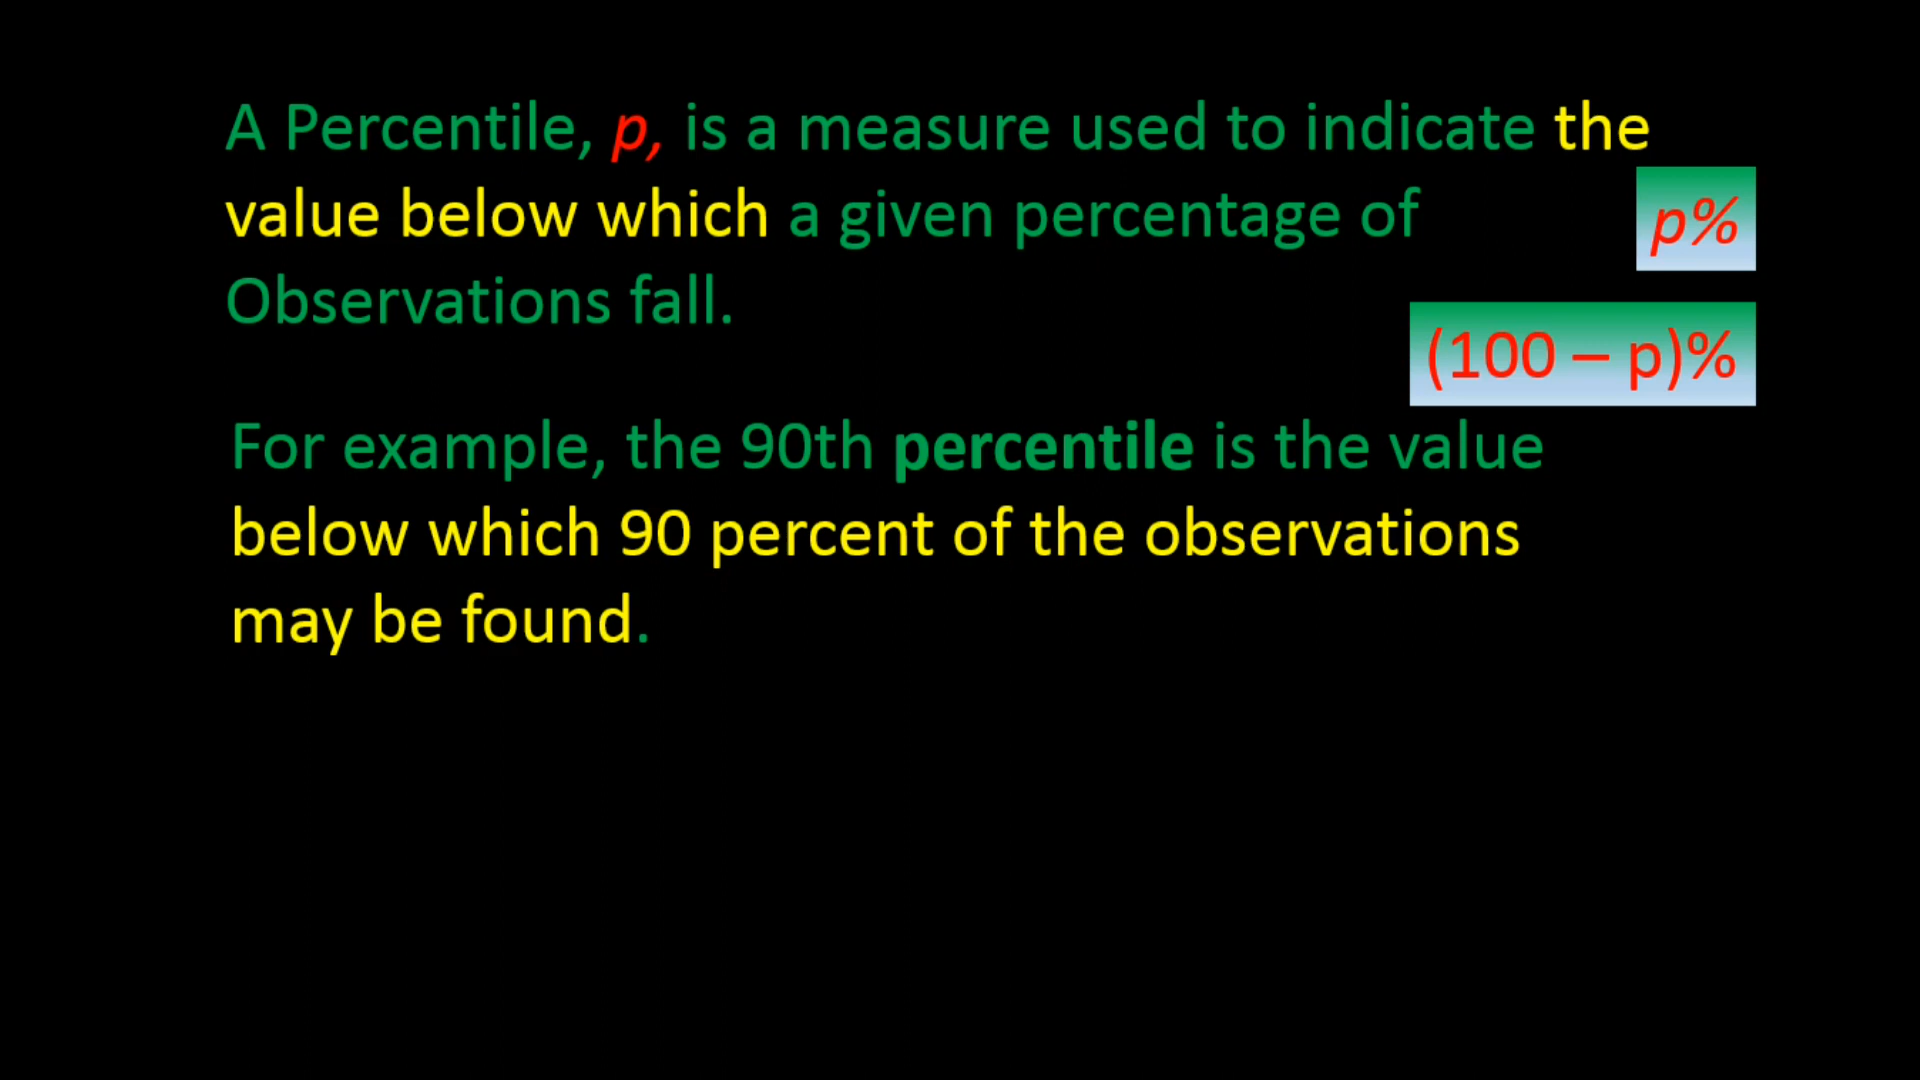 A Percentile, p, is a measure used to indicate the
value below which a given percentage of
p%
Observations fall.
(100 – p)%
For example, the 90th percentile is the value
below which 90 percent of the observations
may be found.